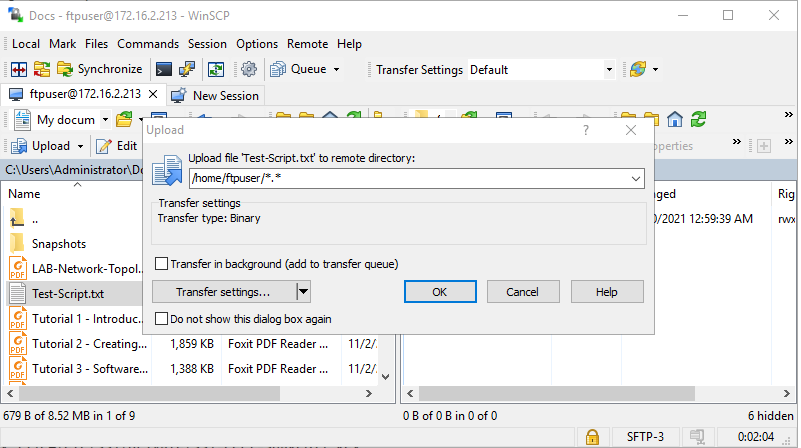 Docs - ftpuser@172.16.2.213 - WinSCP
Local Mark Files Commands Session Options Remote Help
Synchronize Queue Transfer Settings Default
ftpuser@172.16.2.213 New Session
My docum
Upload Edit
C:\Users\Administrator\Do
Name
..
Snapshots
LAB-Network-Topol...
Test-Script.txt
Tutorial 1 - Introduc...
Tutorial 2 - Creating... 1,859 KB Foxit PDF Reader ... 11/2/
Tutorial 3 - Software... 1,388 KB Foxit PDF Reader ... 11/2/
Upload
Upload file 'Test-Script.txt' to remote directory:
/home/ftpuser/*.*
Transfer settings
Transfer type: Binary
Transfer in background (add to transfer queue)
Transfer settings... OK Cancel Help
Do not show this dialog box again
operties
aged Rig
0/2021 12:59:39 AM rwx
679 B of 8.52 MB in 1 of 9 0 B of 0 B in 0 of 0 6 hidden
SFTP-3 0:02:04